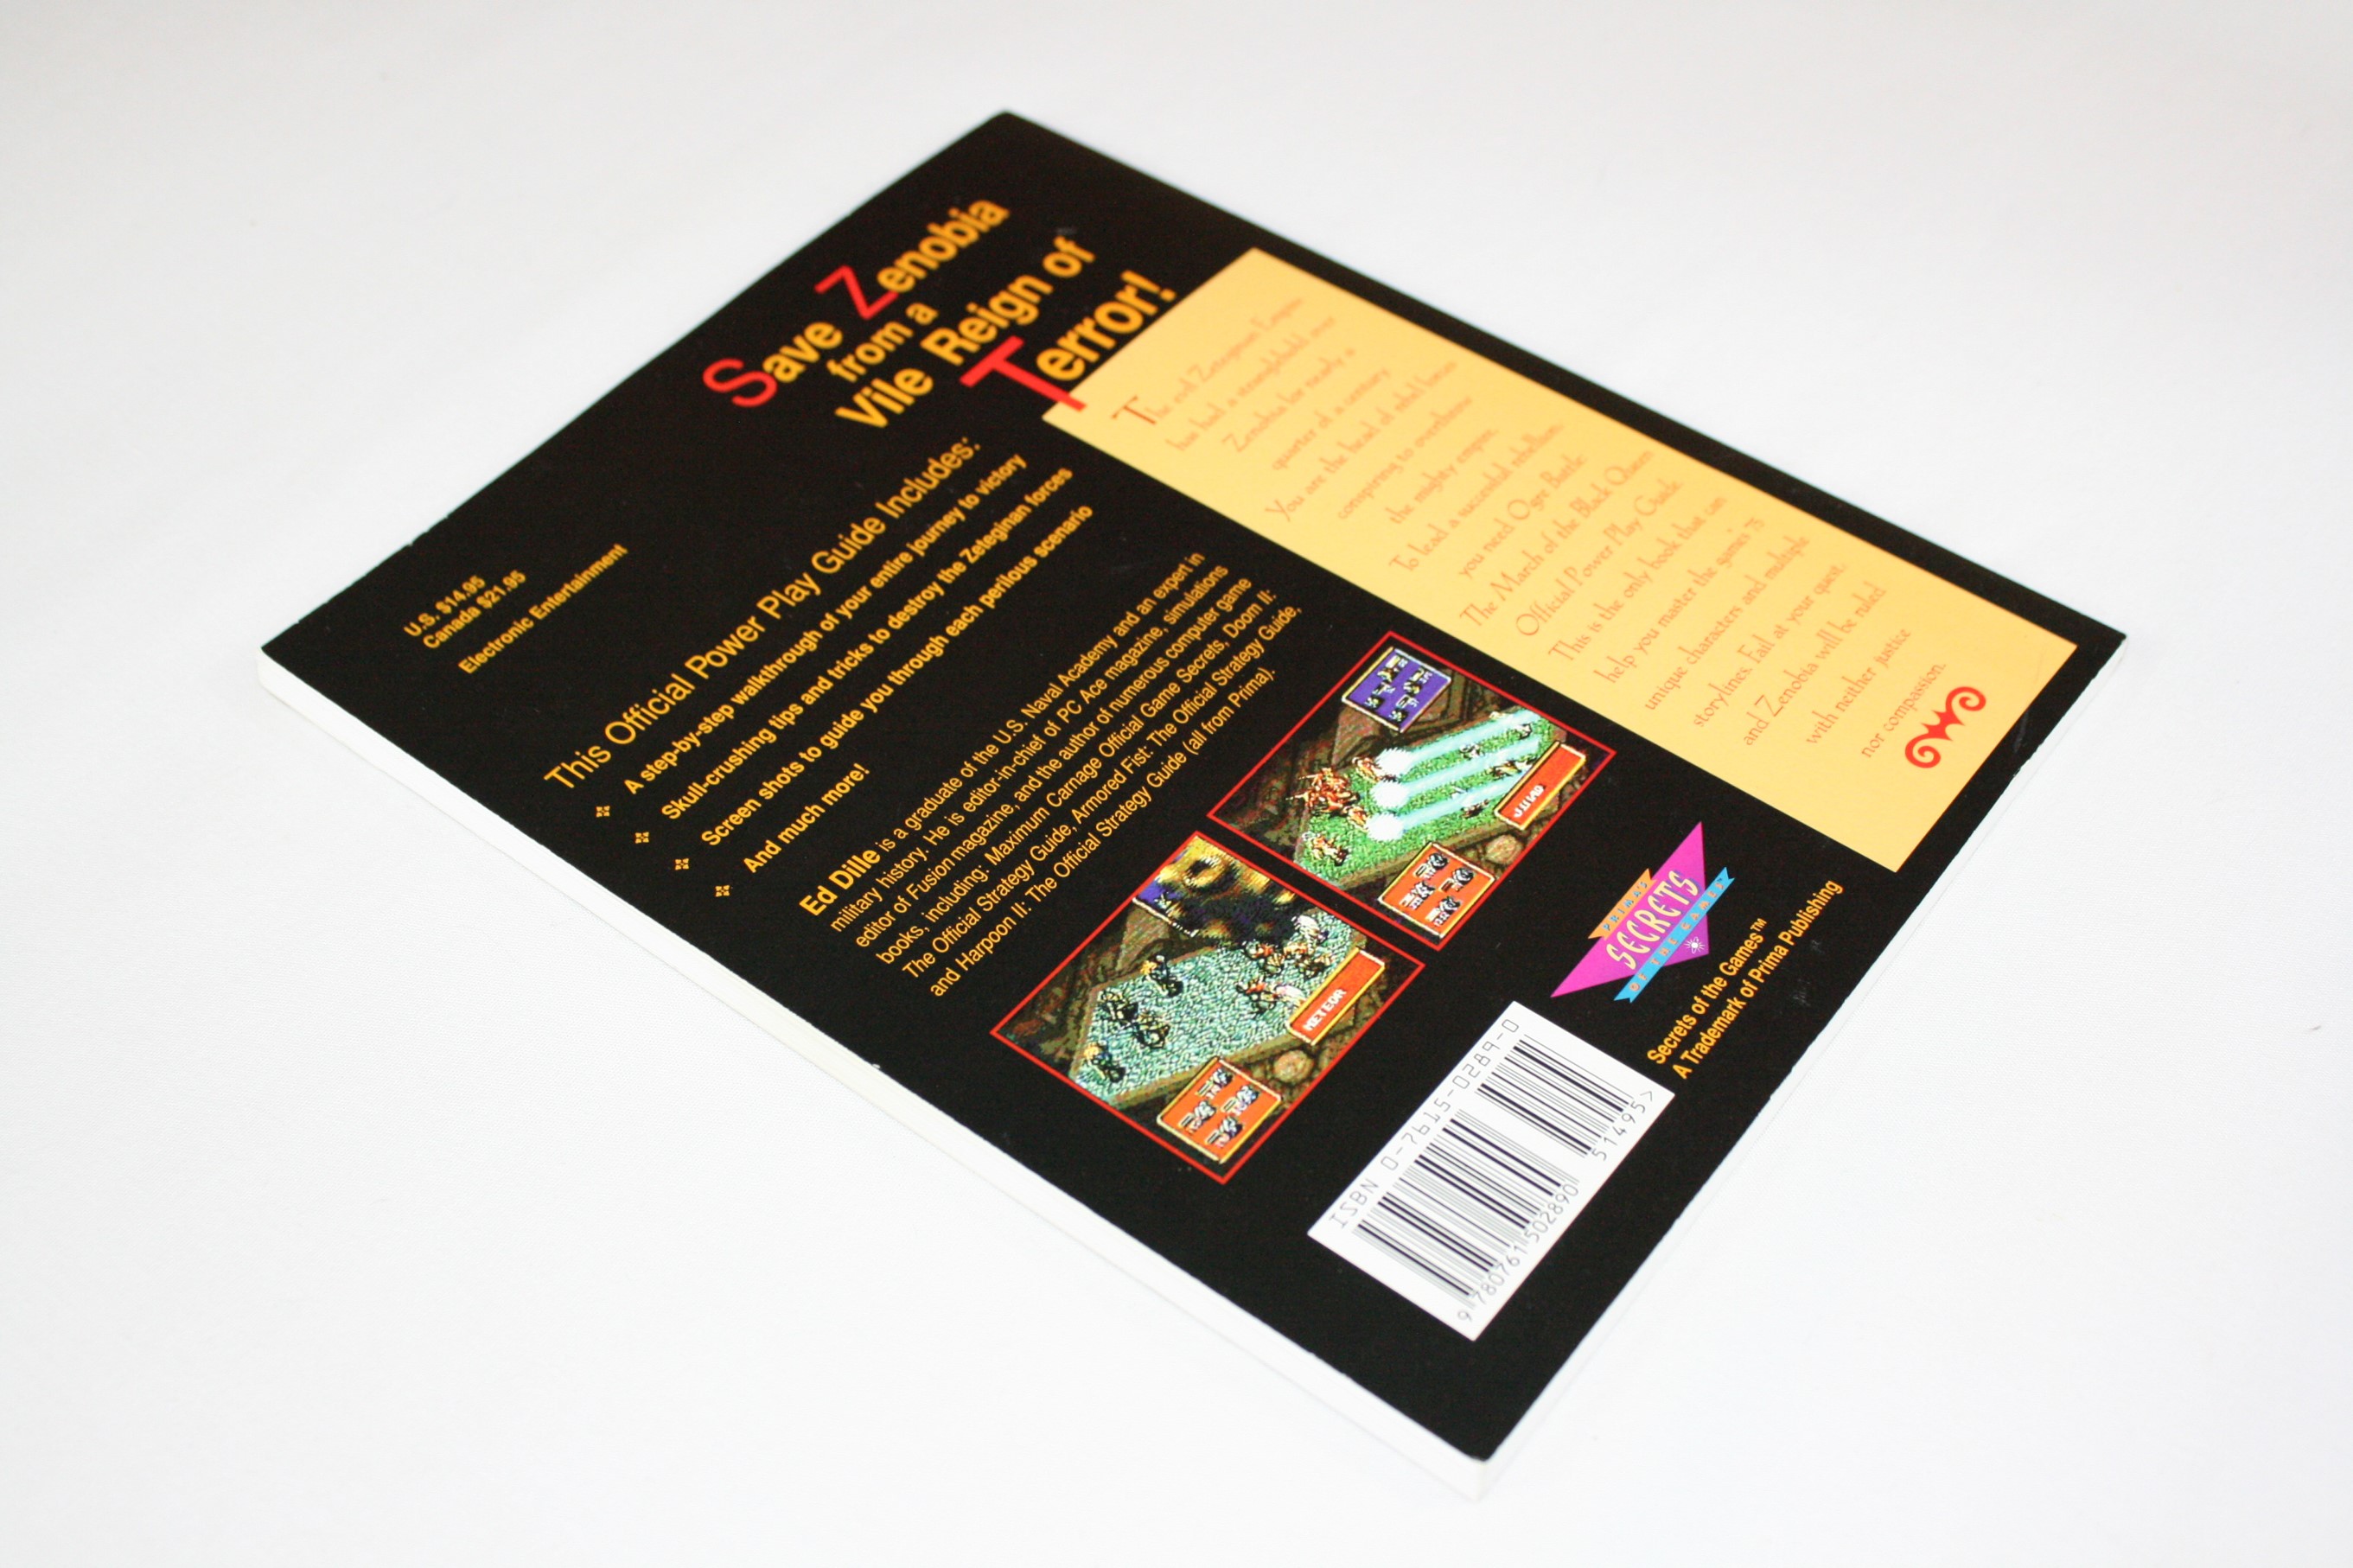 Save Zenobia
from a
Vile Reign of
Terror!
The evil Zeteginan Empire
has had a stranglehold over
Zenobia for nearly a
quarter of a century.
You are the head of rebel forces
conspiring to overthrow
the mighty empire.
To lead a successful rebellion,
you need Ogre Battle:
The March of the Black Queen
Official Power Play Guide.
This is the only book that can
help you master the game's 75
unique characters and multiple
storylines. Fail at your quest,
and Zenobia will be ruled
with neither justice
nor compassion.
This Official Power Play Guide Includes:
A step-by-step walkthrough of your entire journey to victory
Skull-crushing tips and tricks to destroy the Zeteginan forces
Screen shots to guide you through each perilous scenario
And much more!
Ed Dille is a graduate of the U.S. Naval Academy and an expert in
military history. He is editor-in-chief of PC Ace magazine, simulations
editor of Fusion magazine, and the author of numerous computer game
books, including: Maximum Carnage Official Game Secrets, Doom II:
The Official Strategy Guide, Armored Fist: The Official Strategy Guide,
and Harpoon II: The Official Strategy Guide (all from Prima).
U.S. $14.95
Canada $21.95
Electronic Entertainment
METEOR
PRIMA'S
SECRETS
OF THE GAMES
Secrets of the Games™
A Trademark of Prima Publishing
ISBN 0-7615-0289-0
9 780761 502890
51495>